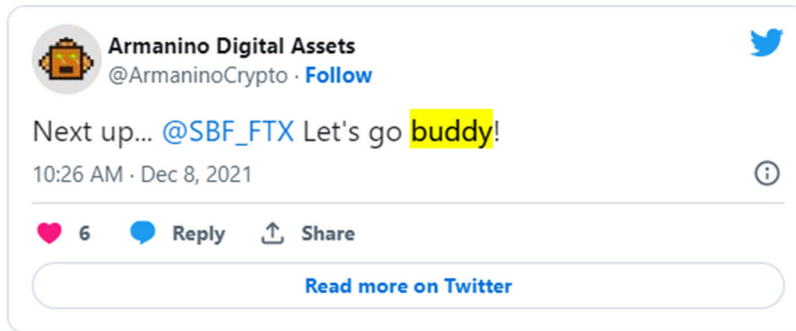 Armanino Digital Assets
@ArmaninoCrypto · Follow
Next up... @SBF_FTX Let's go buddy!
10:26 AM · Dec 8, 2021
6 Reply Share
Read more on Twitter